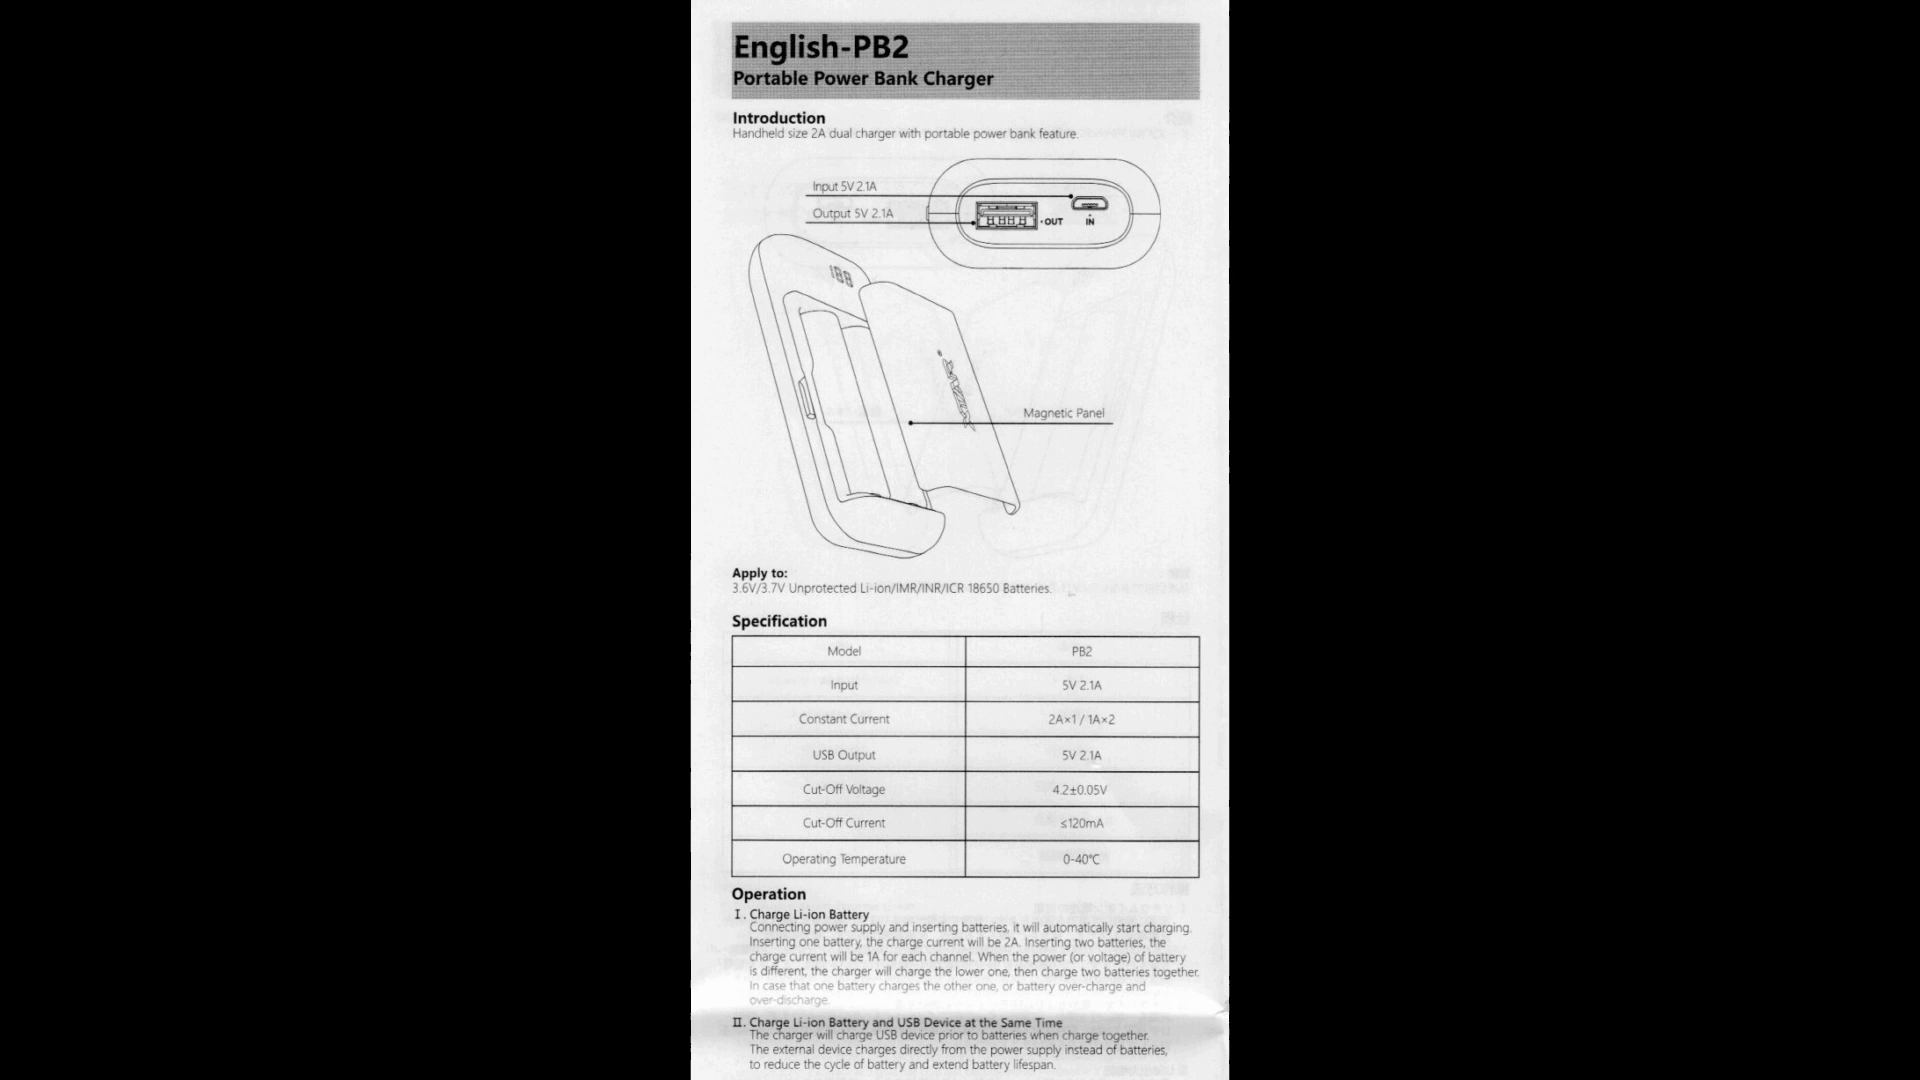 English-PB2
Portable Power Bank Charger
Introduction
Handheld size 2A dual charger with portable power bank feature.
Input 5V 2.1A
Output 5V 2.1A
OUT
IN
XTAR
Magnetic Panel
Apply to:
3.6V/3.7V Unprotected Li-ion/IMR/INR/ICR 18650 Batteries.
Specification
Model PB2
Input 5V 2.1A
Constant Current 2A×1 / 1A×2
USB Output 5V 2.1A
Cut-Off Voltage 4.2±0.05V
Cut-Off Current ≤120mA
Operating Temperature 0-40℃
Operation
I. Charge Li-ion Battery
Connecting power supply and inserting batteries, it will automatically start charging.
Inserting one battery, the charge current will be 2A. Inserting two batteries, the
charge current will be 1A for each channel. When the power (or voltage) of battery
is different, the charger will charge the lower one, then charge two batteries together.
In case that one battery charges the other one, or battery over-charge and
over-discharge.
II. Charge Li-ion Battery and USB Device at the Same Time
The charger will charge USB device prior to batteries when charge together.
The external device charges directly from the power supply instead of batteries,
to reduce the cycle of battery and extend battery lifespan.